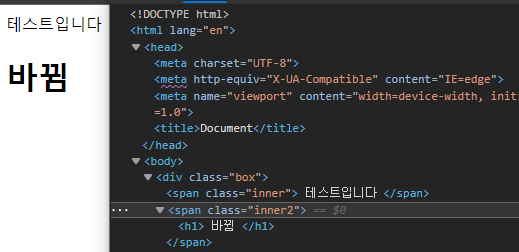 테스트입니다
바뀜
<!DOCTYPE html>
<html lang="en">
<head>
<meta charset="UTF-8">
<meta http-equiv="X-UA-Compatible" content="IE=edge">
<meta name="viewport" content="width=device-width, initi
=1.0">
<title>Document</title>
</head>
<body>
<div class="box">
<span class="inner"> 테스트입니다 </span>
<span class="inner2"> == $0
<h1> 바뀜 </h1>
</span>